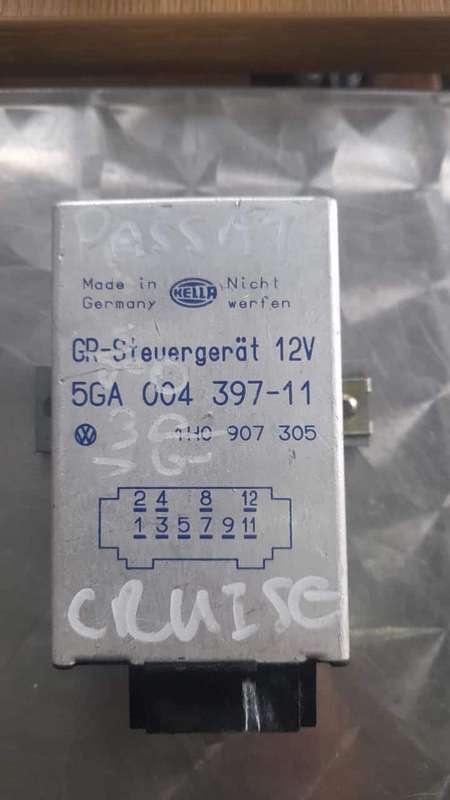 PASSAT
Made in Germany
HELLA
Nicht werfen
GR-Steuergerät 12V
5GA 004 397-11
VW 1H0 907 305
2 4 8 12
1 3 5 7 9 11
CRUISE